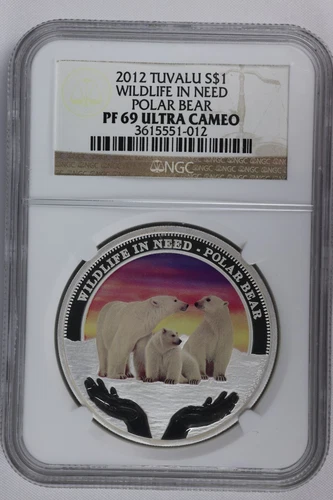 2012 TUVALU S$1
WILDLIFE IN NEED
POLAR BEAR
PF 69 ULTRA CAMEO
3615551-012
NGC
WILDLIFE IN NEED · POLAR BEAR